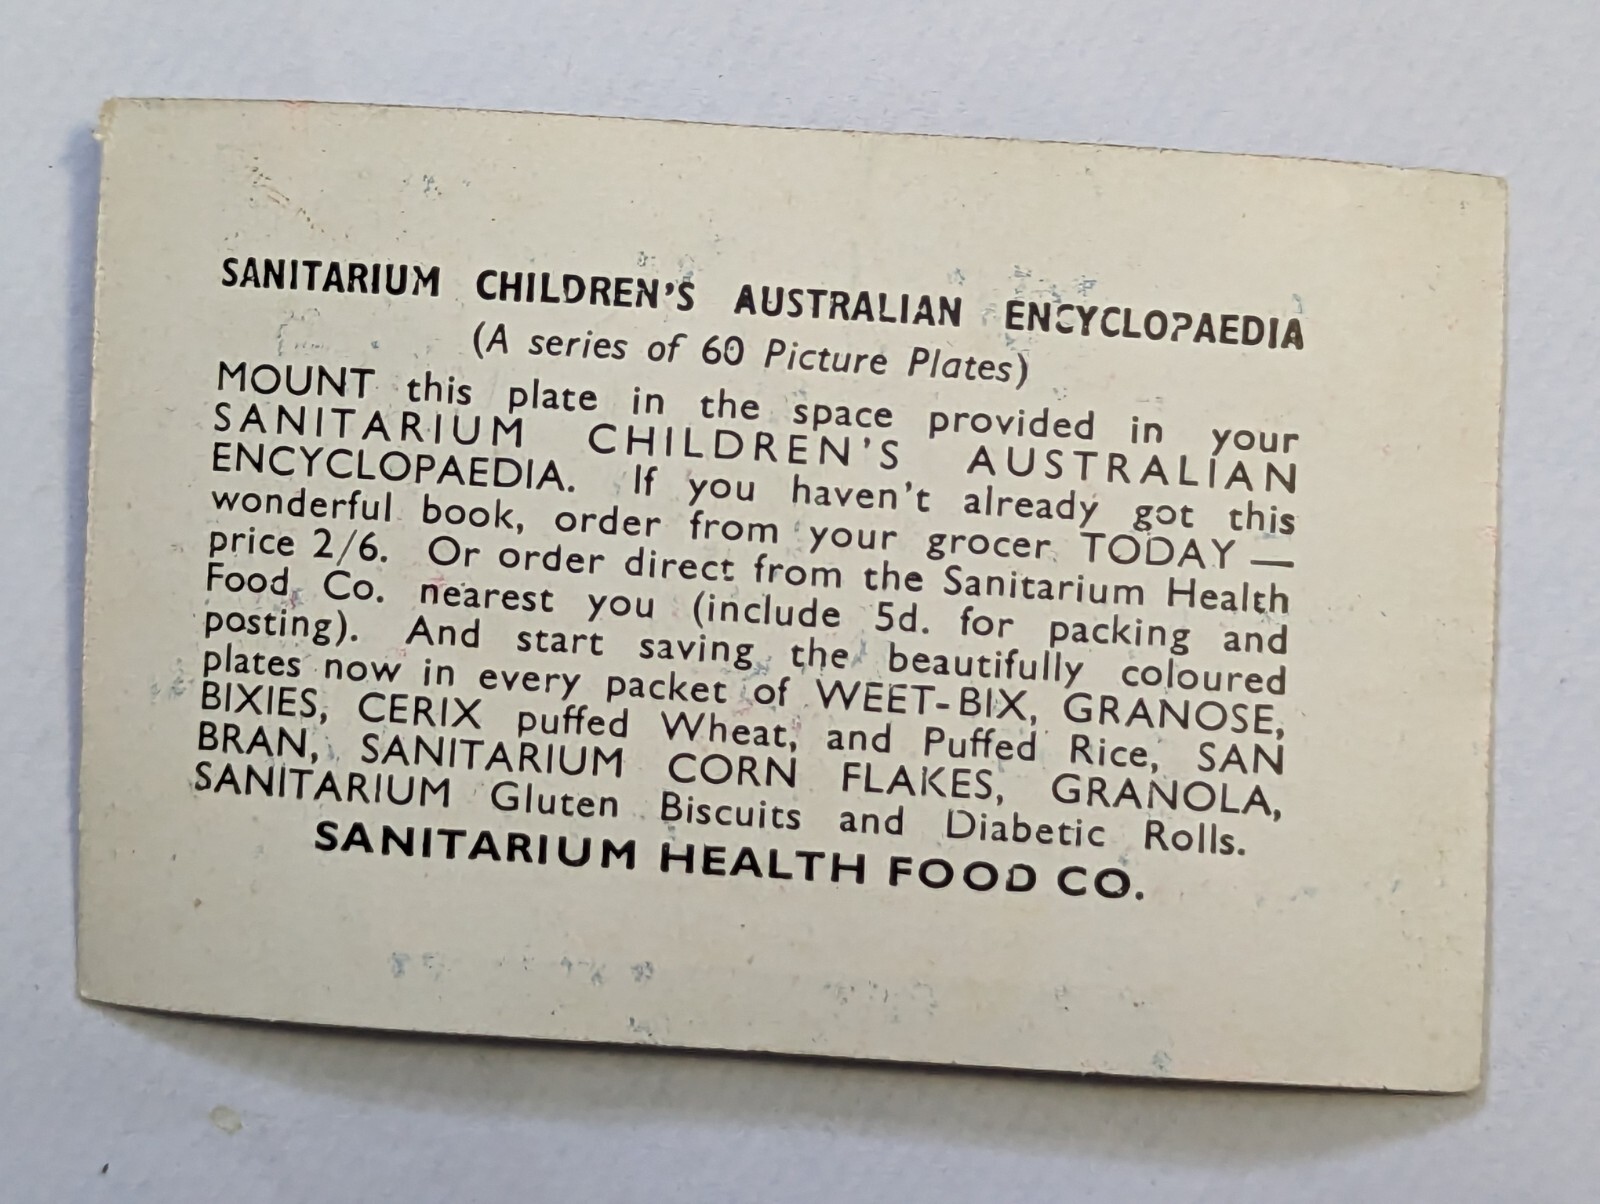 SANITARIUM CHILDREN'S AUSTRALIAN ENCYCLOPAEDIA
(A series of 60 Picture Plates)
MOUNT this plate in the space provided in your
SANITARIUM CHILDREN'S AUSTRALIAN
ENCYCLOPAEDIA. If you haven't already got this
wonderful book, order from your grocer TODAY —
price 2/6. Or order direct from the Sanitarium Health
Food Co. nearest you (include 5d. for packing and
posting). And start saving the beautifully coloured
plates now in every packet of WEET-BIX, GRANOSE,
BIXIES, CERIX puffed Wheat, and Puffed Rice, SAN
BRAN, SANITARIUM CORN FLAKES, GRANOLA,
SANITARIUM Gluten Biscuits and Diabetic Rolls.
SANITARIUM HEALTH FOOD CO.